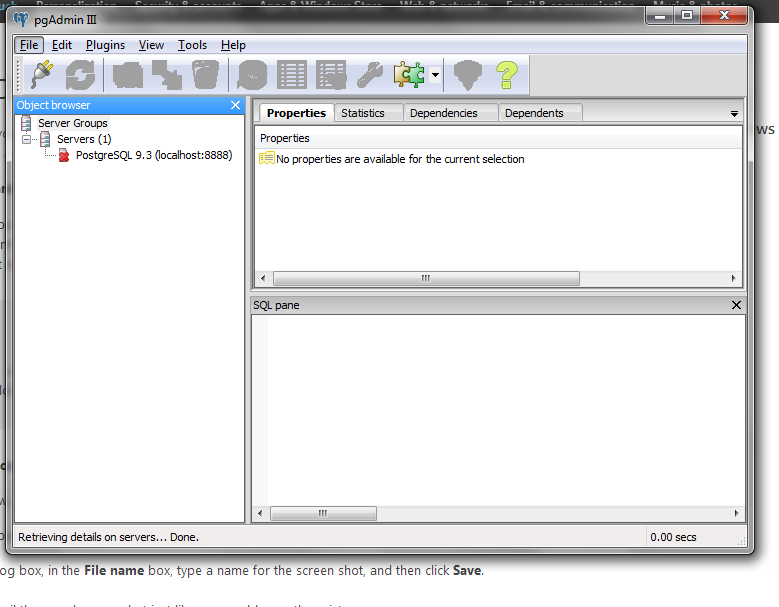 pgAdmin III
File Edit Plugins View Tools Help
Object browser
Server Groups
Servers (1)
PostgreSQL 9.3 (localhost:8888)
Properties Statistics Dependencies Dependents
Properties
No properties are available for the current selection
SQL pane
Retrieving details on servers... Done.
0.00 secs
ws
og box, in the File name box, type a name for the screen shot, and then click Save.